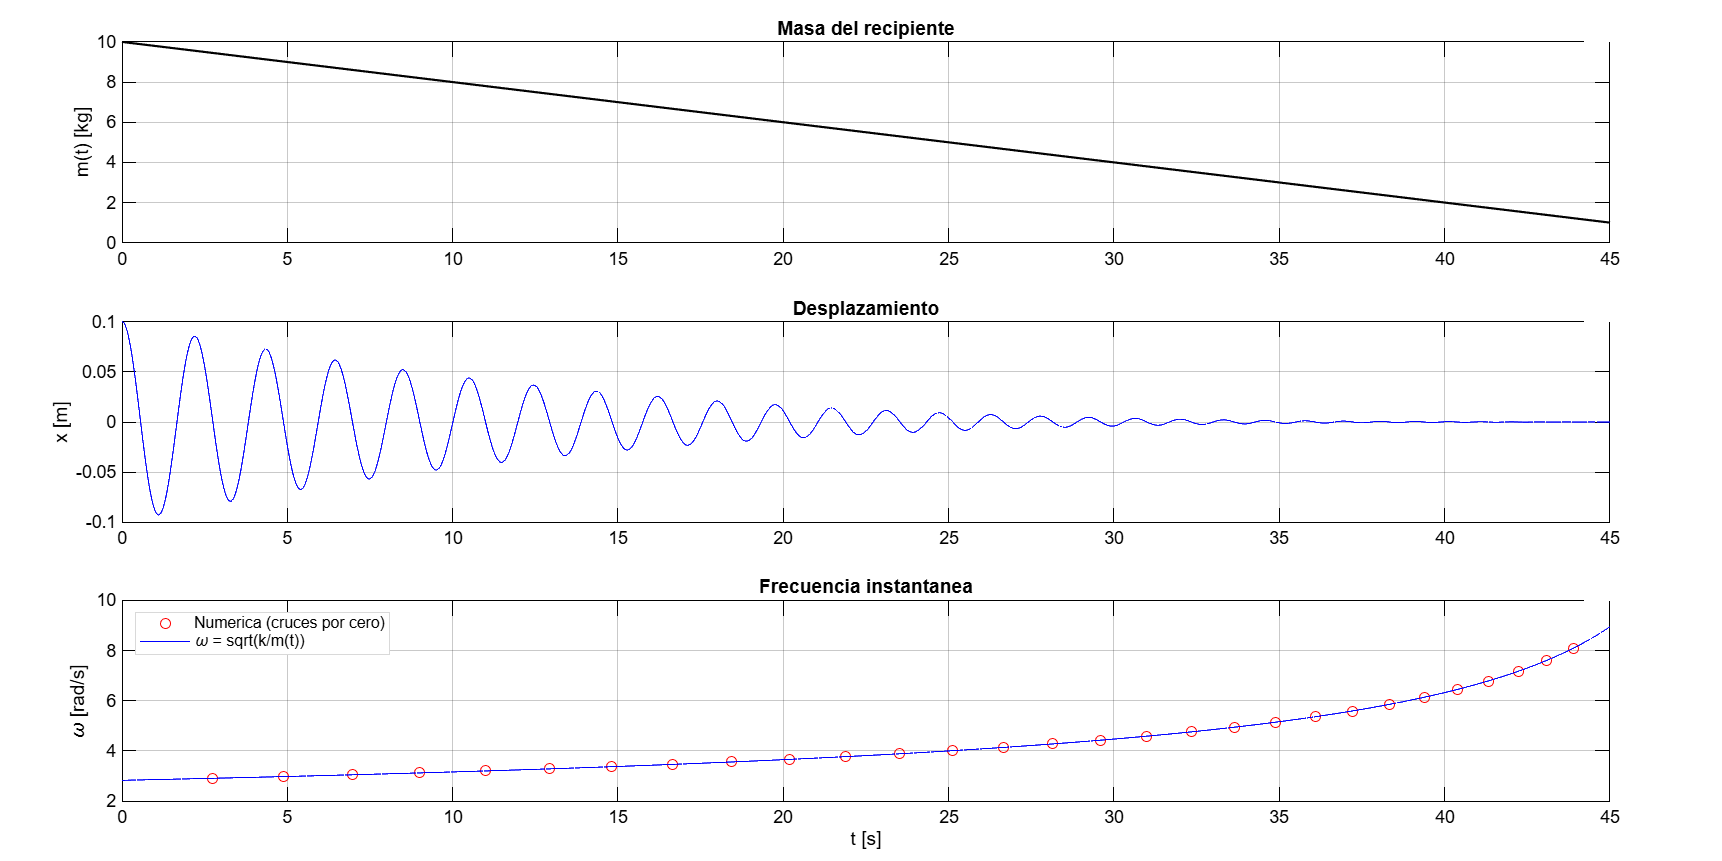 Masa del recipiente
m(t) [kg]
10
8
6
4
2
0
0 5 10 15 20 25 30 35 40 45
Desplazamiento
x [m]
0.1
0.05
0
-0.05
-0.1
0 5 10 15 20 25 30 35 40 45
Frecuencia instantanea
ω [rad/s]
10
8
6
4
2
Numerica (cruces por cero)
ω = sqrt(k/m(t))
0 5 10 15 20 25 30 35 40 45
t [s]